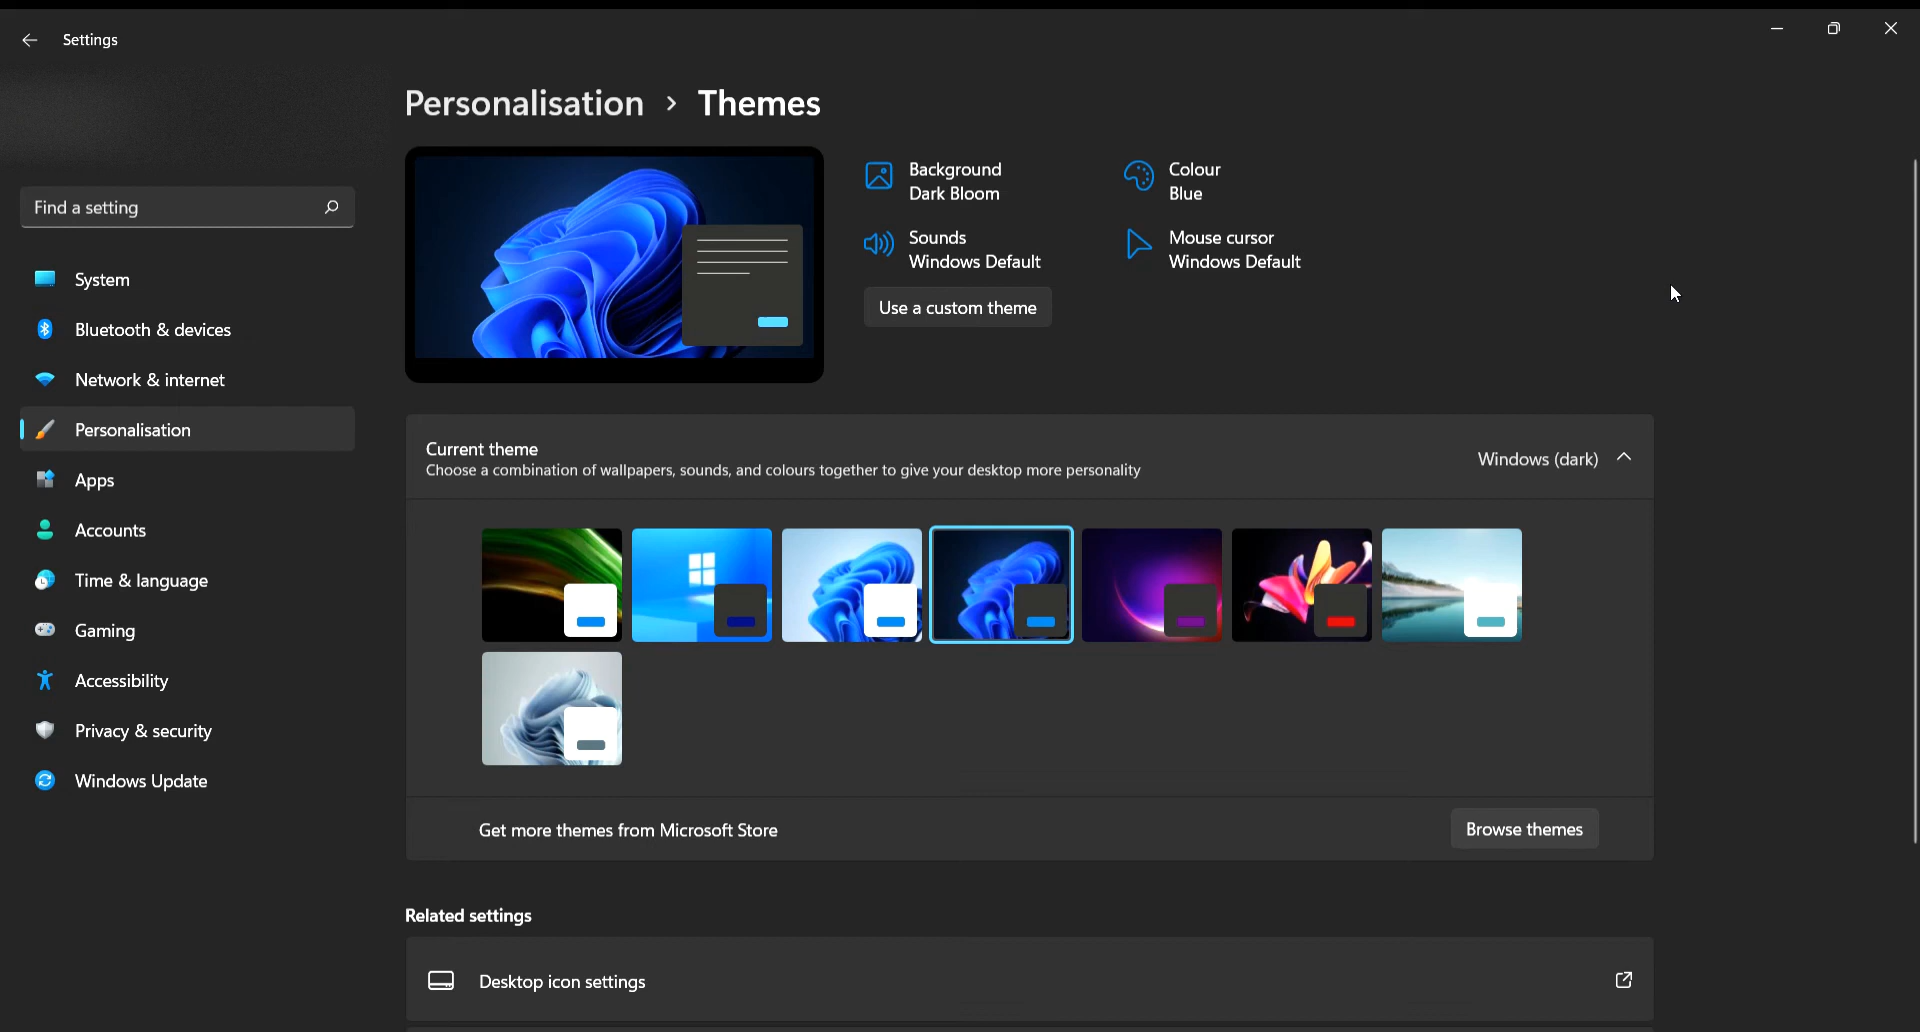 Settings
Personalisation > Themes
Find a setting
System
Bluetooth & devices
Network & internet
Personalisation
Apps
Accounts
Time & language
Gaming
Accessibility
Privacy & security
Windows Update
Background
Dark Bloom
Colour
Blue
Sounds
Windows Default
Mouse cursor
Windows Default
Use a custom theme
Current theme
Choose a combination of wallpapers, sounds, and colours together to give your desktop more personality
Windows (dark)
Get more themes from Microsoft Store
Browse themes
Related settings
Desktop icon settings